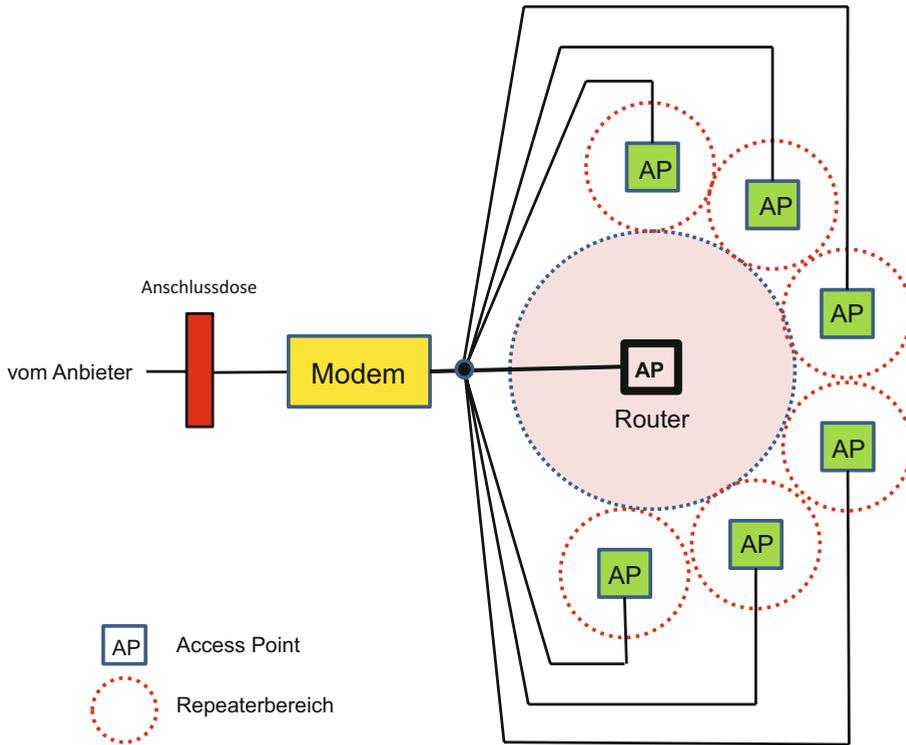 AP
AP
AP
Anschlussdose
vom Anbieter
Modem
AP
Router
AP
AP
AP
AP Access Point
Repeaterbereich